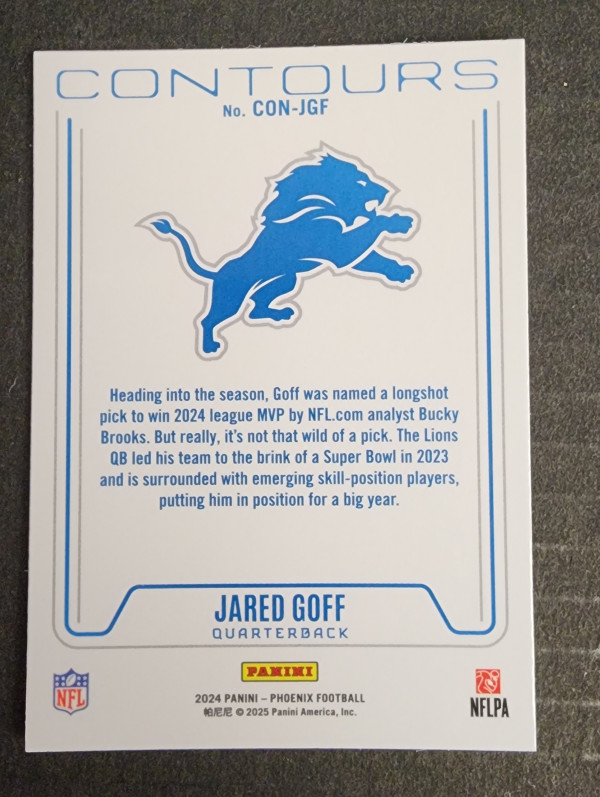 CONTOURS
No. CON-JGF
Heading into the season, Goff was named a longshot
pick to win 2024 league MVP by NFL.com analyst Bucky
Brooks. But really, it's not that wild of a pick. The Lions
QB led his team to the brink of a Super Bowl in 2023
and is surrounded with emerging skill-position players,
putting him in position for a big year.
JARED GOFF
QUARTERBACK
PANINI
2024 PANINI – PHOENIX FOOTBALL
帕尼尼 © 2025 Panini America, Inc.
NFL
NFLPA